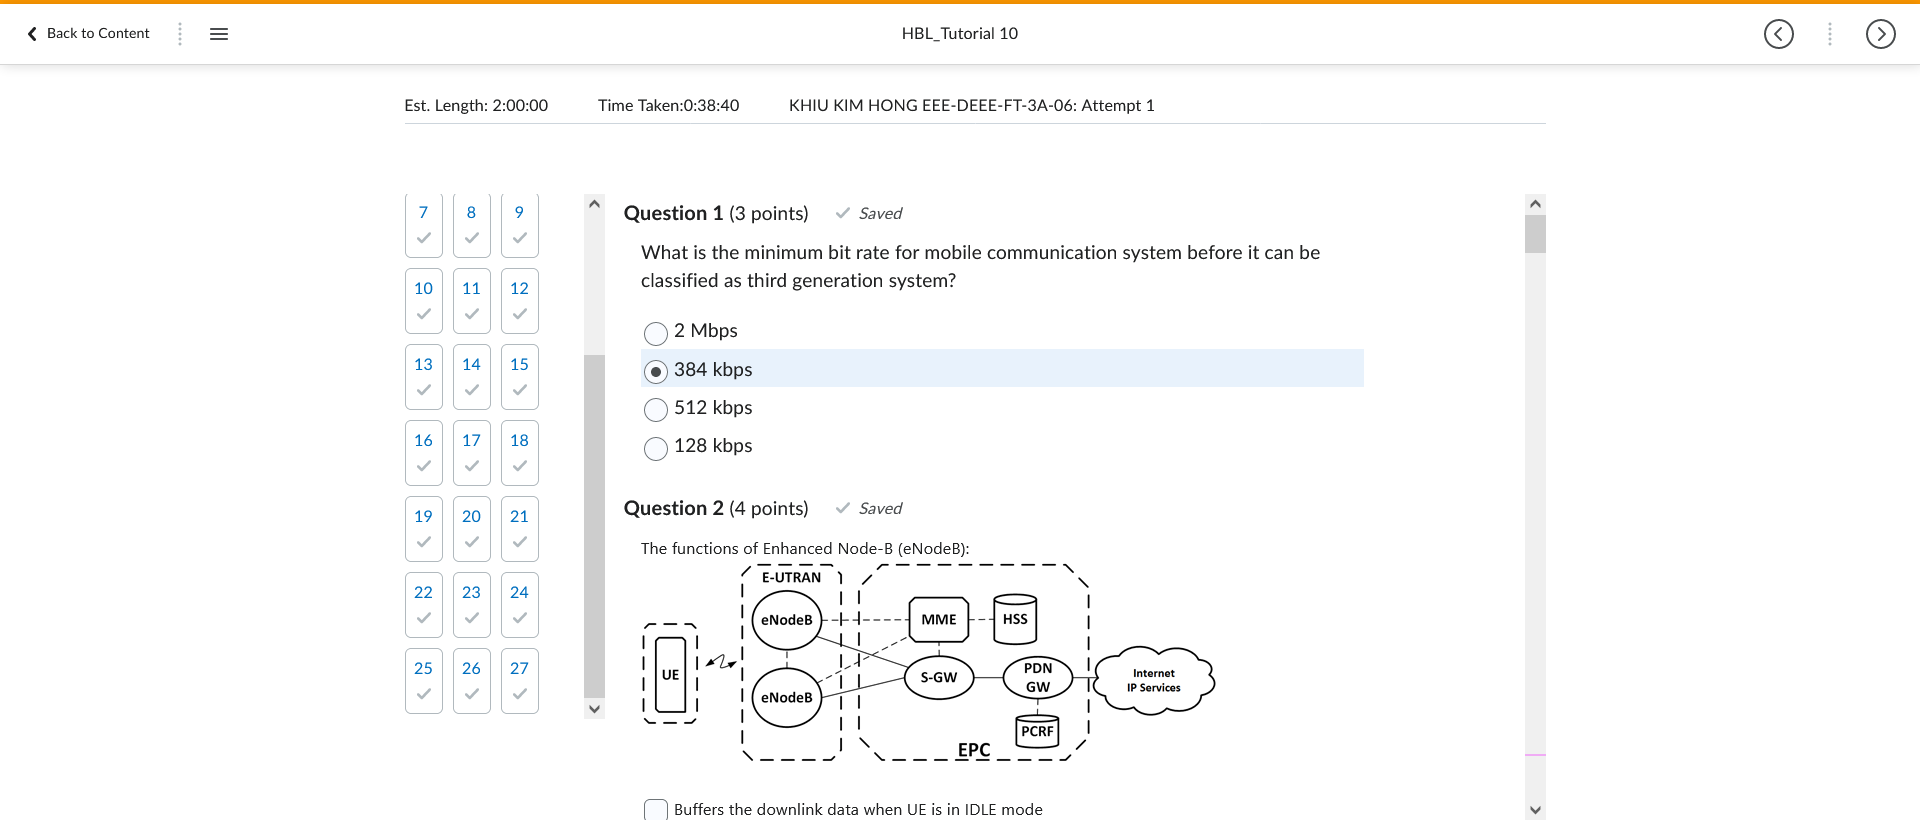 Back to Content
HBL_Tutorial 10
Est. Length: 2:00:00 Time Taken:0:38:40 KHIU KIM HONG EEE-DEEE-FT-3A-06: Attempt 1
7 8 9
10 11 12
13 14 15
16 17 18
19 20 21
22 23 24
25 26 27
Question 1 (3 points) Saved
What is the minimum bit rate for mobile communication system before it can be
classified as third generation system?
2 Mbps
384 kbps
512 kbps
128 kbps
Question 2 (4 points) Saved
The functions of Enhanced Node-B (eNodeB):
E-UTRAN
eNodeB
MME
HSS
UE
eNodeB
S-GW
PDN
GW
Internet
IP Services
PCRF
EPC
Buffers the downlink data when UE is in IDLE mode